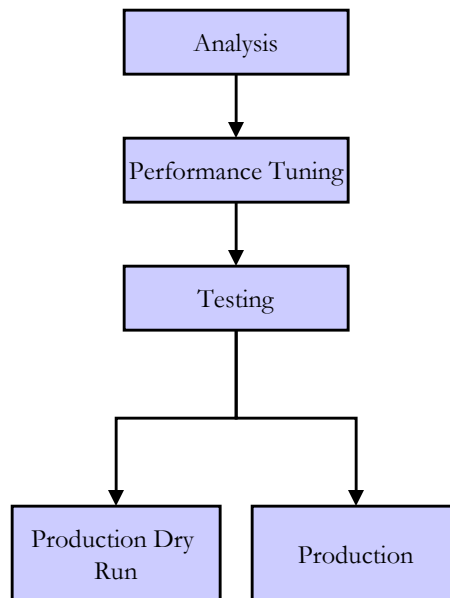 Analysis
Performance Tuning
Testing
Production Dry
Run
Production